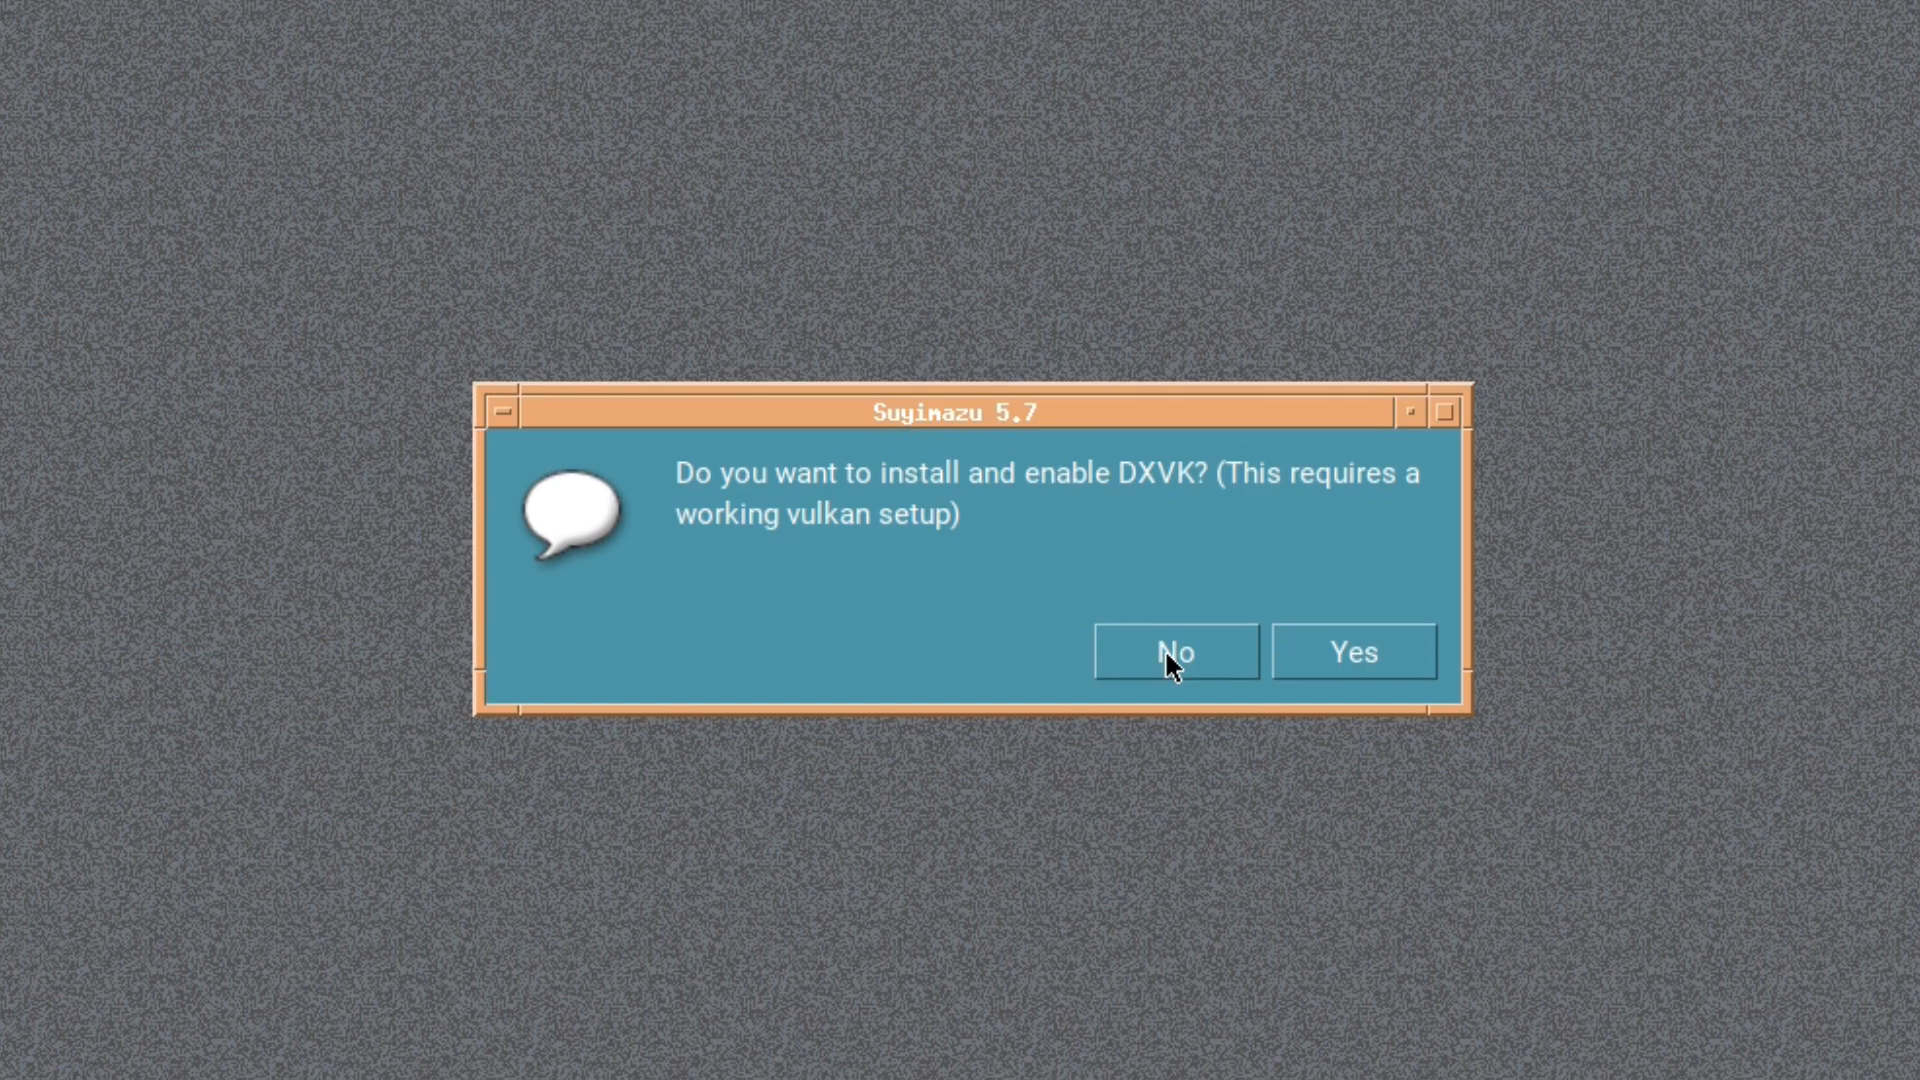 Suyimazu 5.7
Do you want to install and enable DXVK? (This requires a
working vulkan setup)
No
Yes